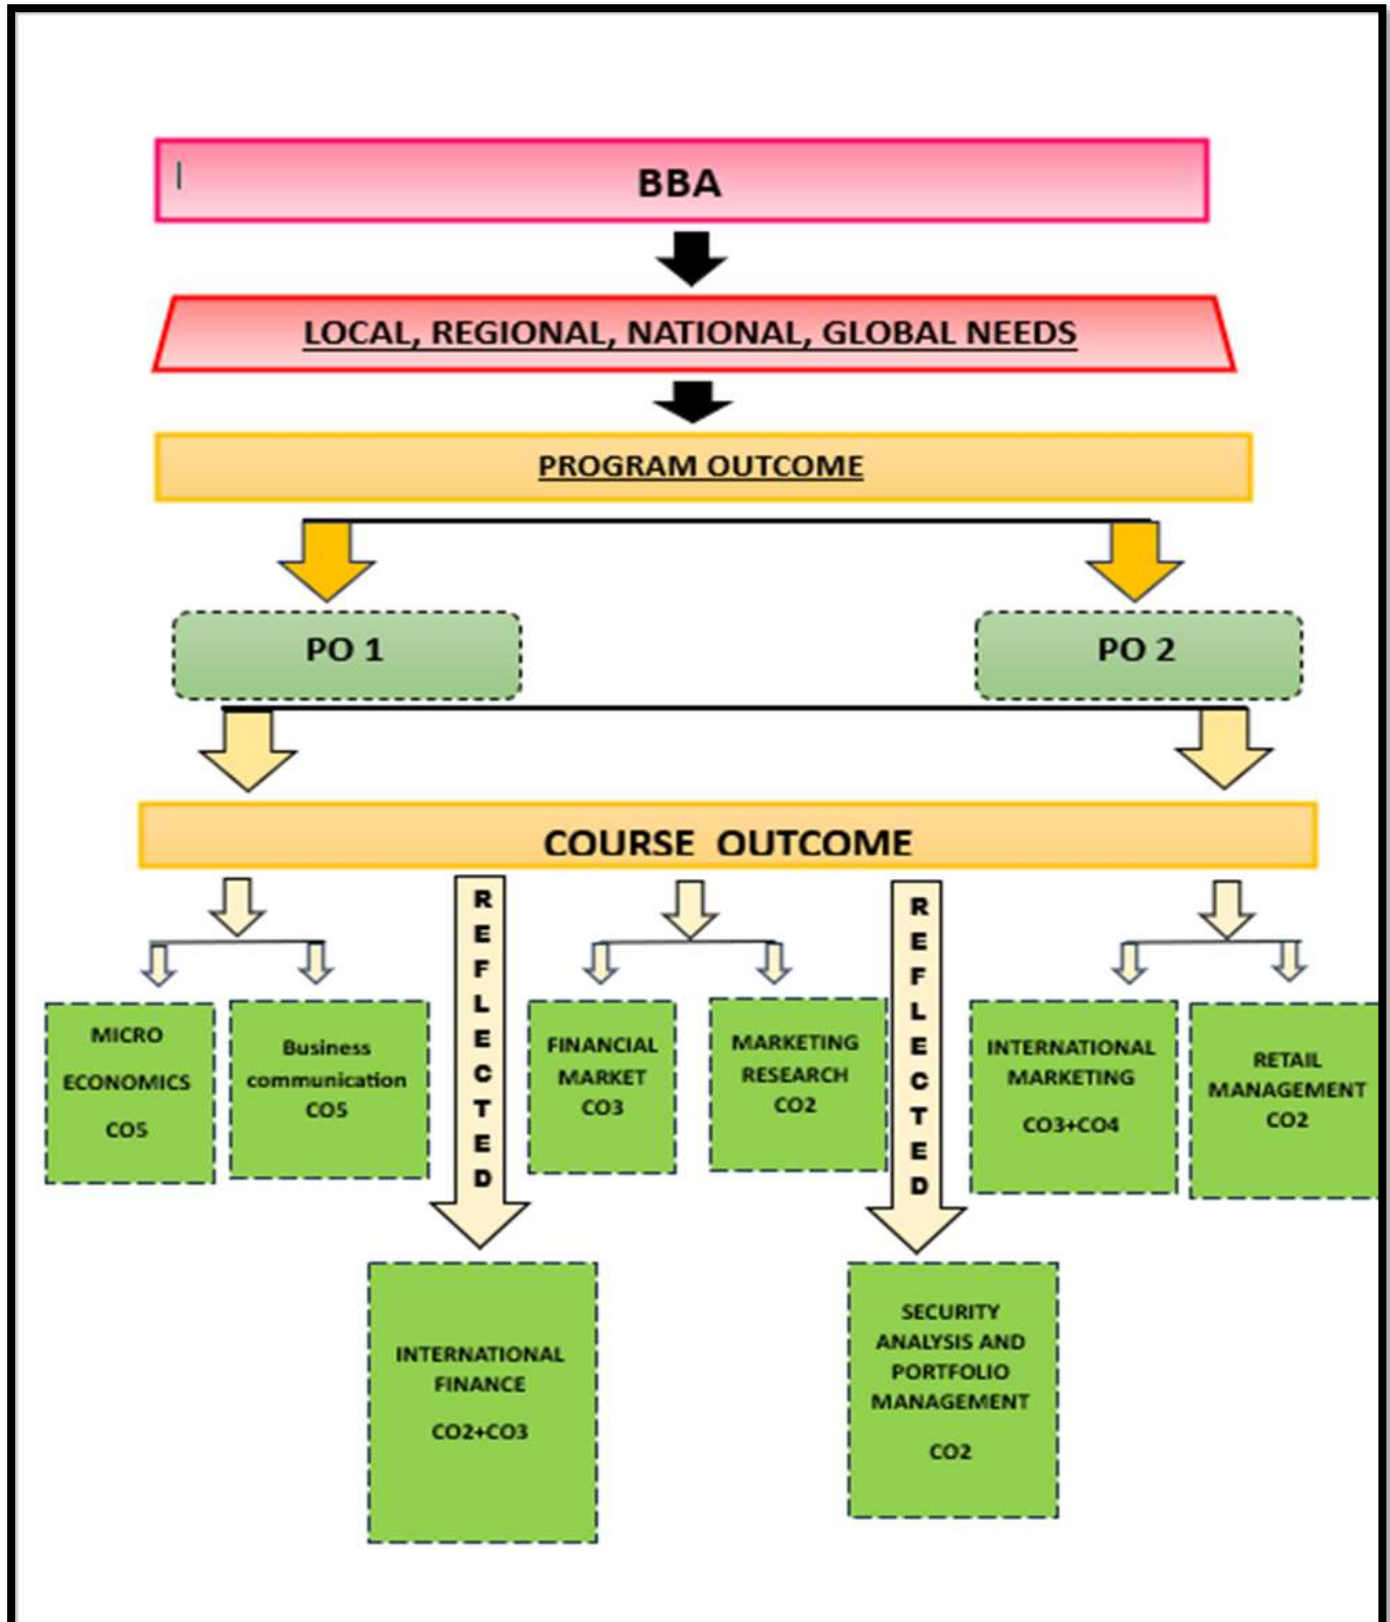 BBA
LOCAL, REGIONAL, NATIONAL, GLOBAL NEEDS
PROGRAM OUTCOME
PO 1
PO 2
COURSE OUTCOME
REFLECTED
REFLECTED
MICRO
ECONOMICS
CO5
Business
communication
CO5
FINANCIAL
MARKET
CO3
MARKETING
RESEARCH
CO2
INTERNATIONAL
MARKETING
CO3+CO4
RETAIL
MANAGEMENT
CO2
INTERNATIONAL
FINANCE
CO2+CO3
SECURITY
ANALYSIS AND
PORTFOLIO
MANAGEMENT
CO2